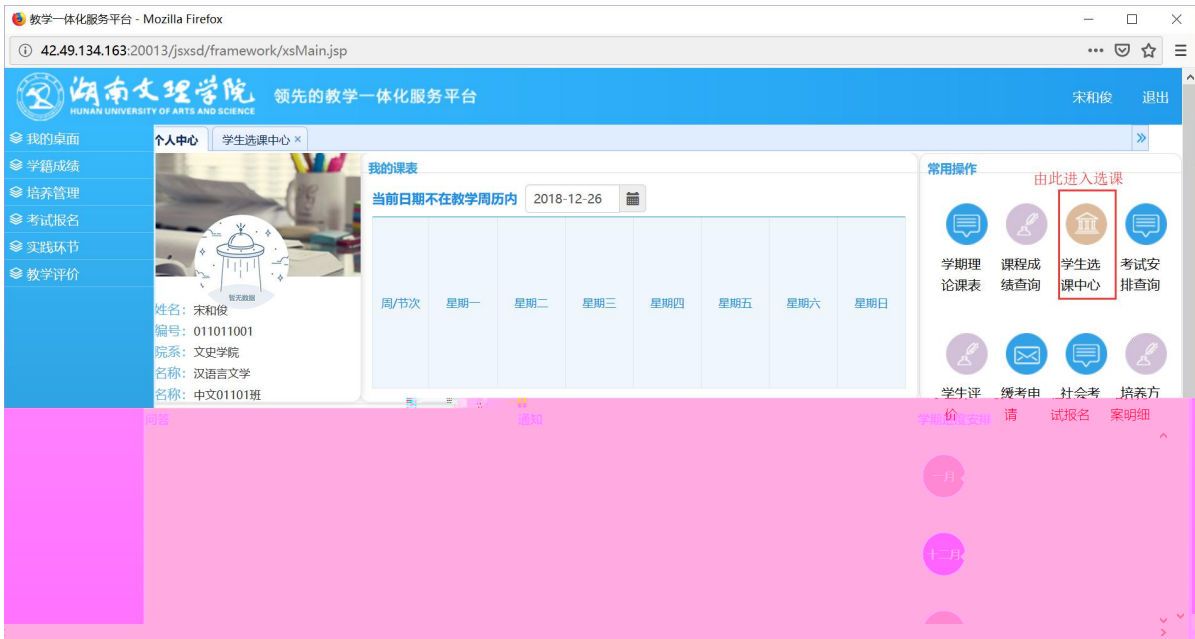 教学一体化服务平台 - Mozilla Firefox
42.49.134.163:20013/jsxsd/framework/xsMain.jsp
湖南文理学院
HUNAN UNIVERSITY OF ARTS AND SCIENCE
领先的教学一体化服务平台
宋和俊 退出
我的桌面
学籍成绩
培养管理
考试报名
实践环节
教学评价
个人中心 学生选课中心 ×
暂无数据
姓名: 宋和俊
编号: 011011001
院系: 文史学院
名称: 汉语言文学
名称: 中文01101班
我的课表
当前日期不在教学周历内 2018-12-26
周/节次 星期一 星期二 星期三 星期四 星期五 星期六 星期日
常用操作
由此进入选课
学期理论课表
课程成绩查询
学生选课中心
考试安排查询
学生评价
缓考申请
社会考试报名
培养方案明细
问答
通知
一月
十二月